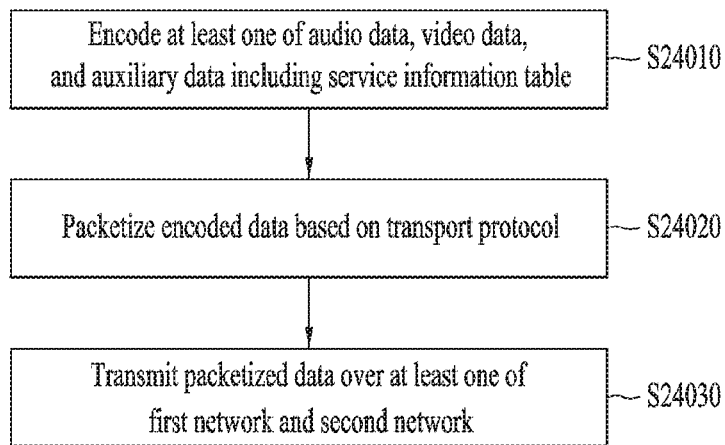 Encode at least one of audio data, video data,
and auxiliary data including service information table
S24010
Packetize encoded data based on transport protocol
S24020
Transmit packetized data over at least one of
first network and second network
S24030